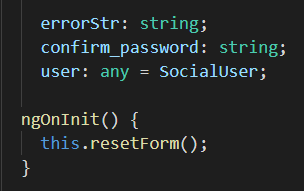 errorStr: string;
confirm_password: string;
user: any = SocialUser;
ngOnInit() {
this.resetForm();
}